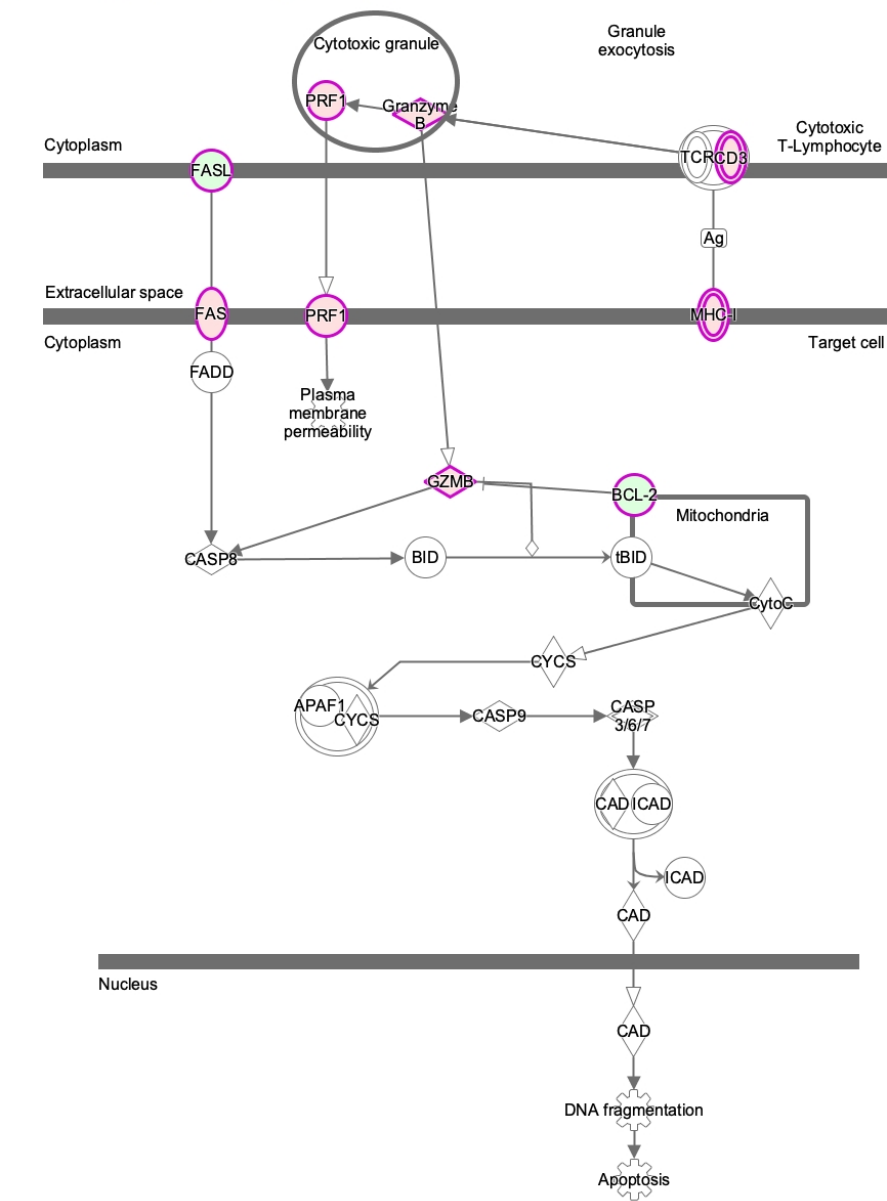 Cytotoxic granule
Granule
exocytosis
PRF1
Granzyme
B
Cytoplasm
Cytotoxic
T-Lymphocyte
TCR
CD3
FASL
Ag
Extracellular space
FAS
PRF1
MHC-I
Cytoplasm
Target cell
FADD
Plasma
membrane
permeability
GZMB
BCL-2
Mitochondria
CASP8
BID
tBID
CytoC
CYCS
APAF1
CYCS
CASP9
CASP
3/6/7
CAD
ICAD
ICAD
CAD
Nucleus
CAD
DNA fragmentation
Apoptosis